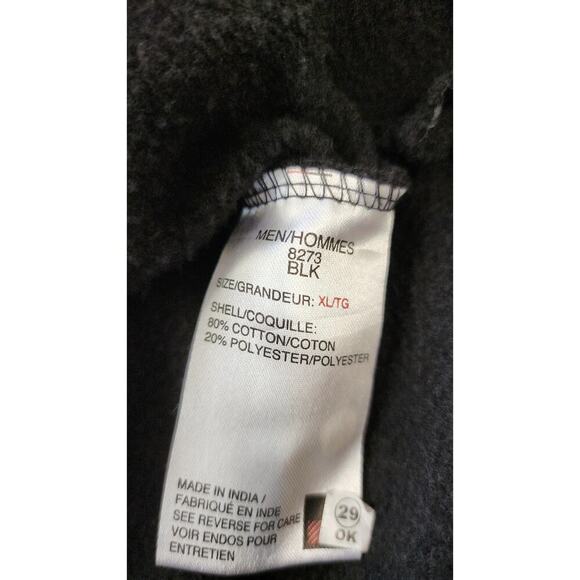 MEN/HOMMES
8273
BLK
SIZE/GRANDEUR: XL/TG
SHELL/COQUILLE:
80% COTTON/COTON
20% POLYESTER/POLYESTER
MADE IN INDIA /
FABRIQUÉ EN INDE
SEE REVERSE FOR CARE
VOIR ENDOS POUR
ENTRETIEN
29
OK